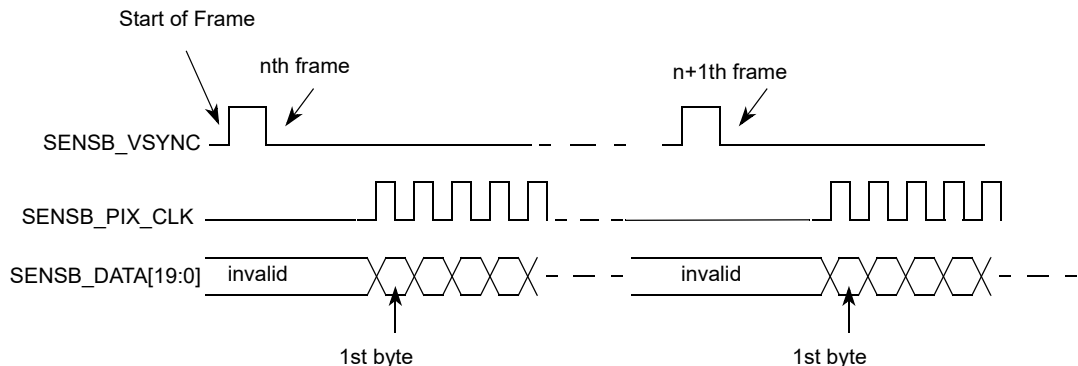 Start of Frame
nth frame
n+1th frame
SENSB_VSYNC
SENSB_PIX_CLK
SENSB_DATA[19:0]
invalid
invalid
1st byte
1st byte